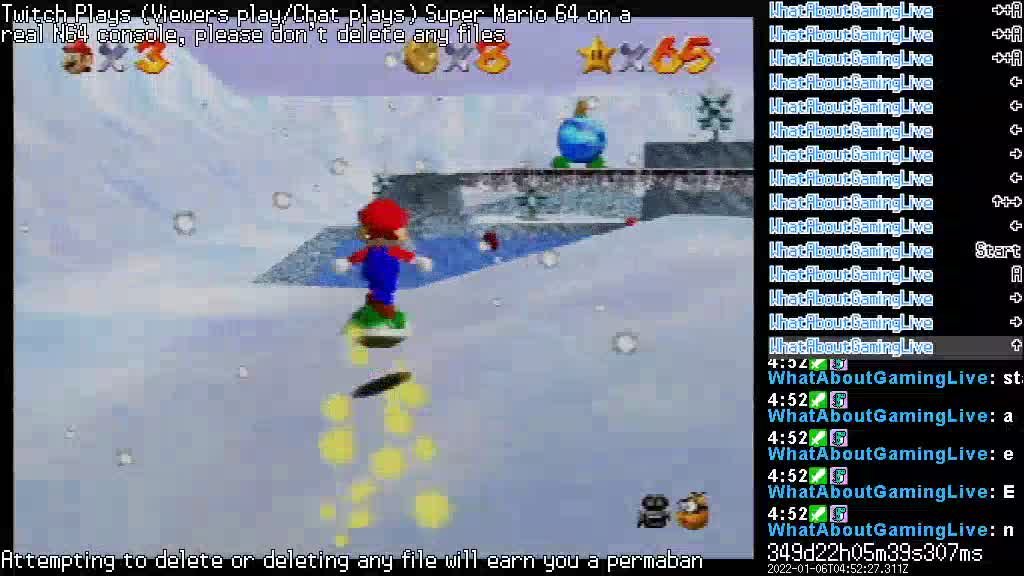 Twitch Plays (Viewers play/Chat plays) Super Mario 64 on a
real N64 console, please don't delete any files
3
8
65
WhatAboutGamingLive →+A
WhatAboutGamingLive →+A
WhatAboutGamingLive →+A
WhatAboutGamingLive ←
WhatAboutGamingLive ←
WhatAboutGamingLive ←
WhatAboutGamingLive →
WhatAboutGamingLive ←
WhatAboutGamingLive ↑+→
WhatAboutGamingLive ←
WhatAboutGamingLive Start
WhatAboutGamingLive A
WhatAboutGamingLive →
WhatAboutGamingLive →
WhatAboutGamingLive ↑
4:52
WhatAboutGamingLive: sta
4:52
WhatAboutGamingLive: a
4:52
WhatAboutGamingLive: e
4:52
WhatAboutGamingLive: E
4:52
WhatAboutGamingLive: n
349d22h05m39s307ms
2022-01-06T04:52:27.311Z
Attempting to delete or deleting any file will earn you a permaban